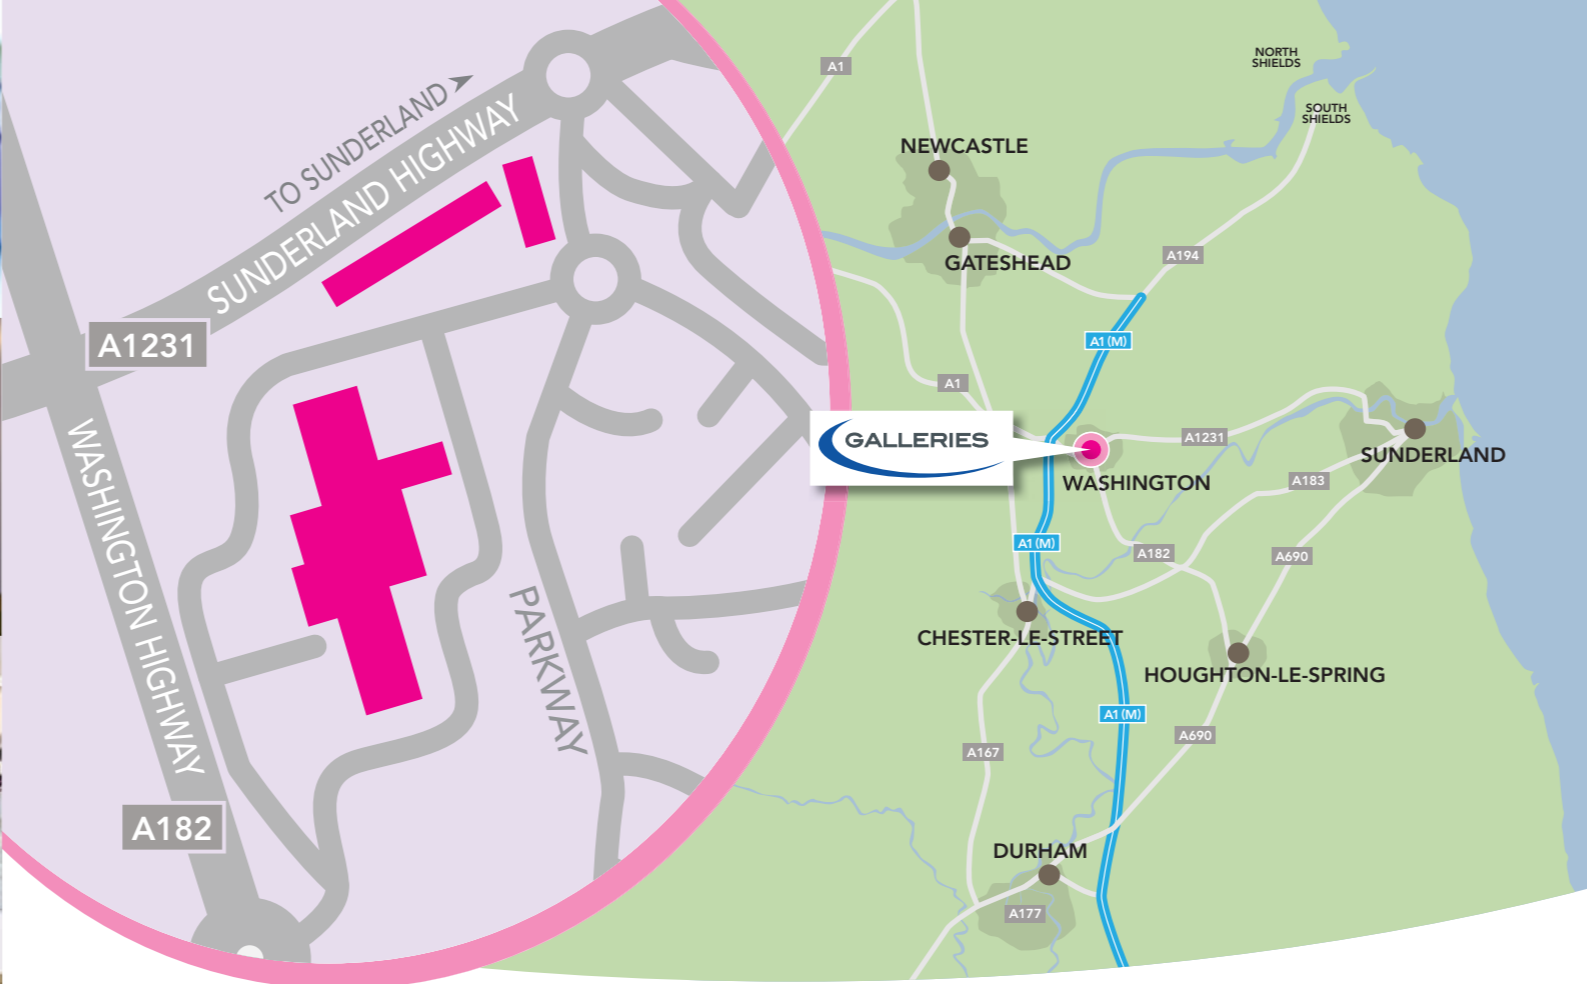 TO SUNDERLAND
SUNDERLAND HIGHWAY
A1231
WASHINGTON HIGHWAY
A182
PARKWAY
A1
NORTH
SHIELDS
SOUTH
SHIELDS
NEWCASTLE
GATESHEAD
A194
A1 (M)
A1
GALLERIES
A1231
SUNDERLAND
WASHINGTON
A183
A1 (M)
A182
A690
CHESTER-LE-STREET
HOUGHTON-LE-SPRING
A1 (M)
A690
A167
DURHAM
A177